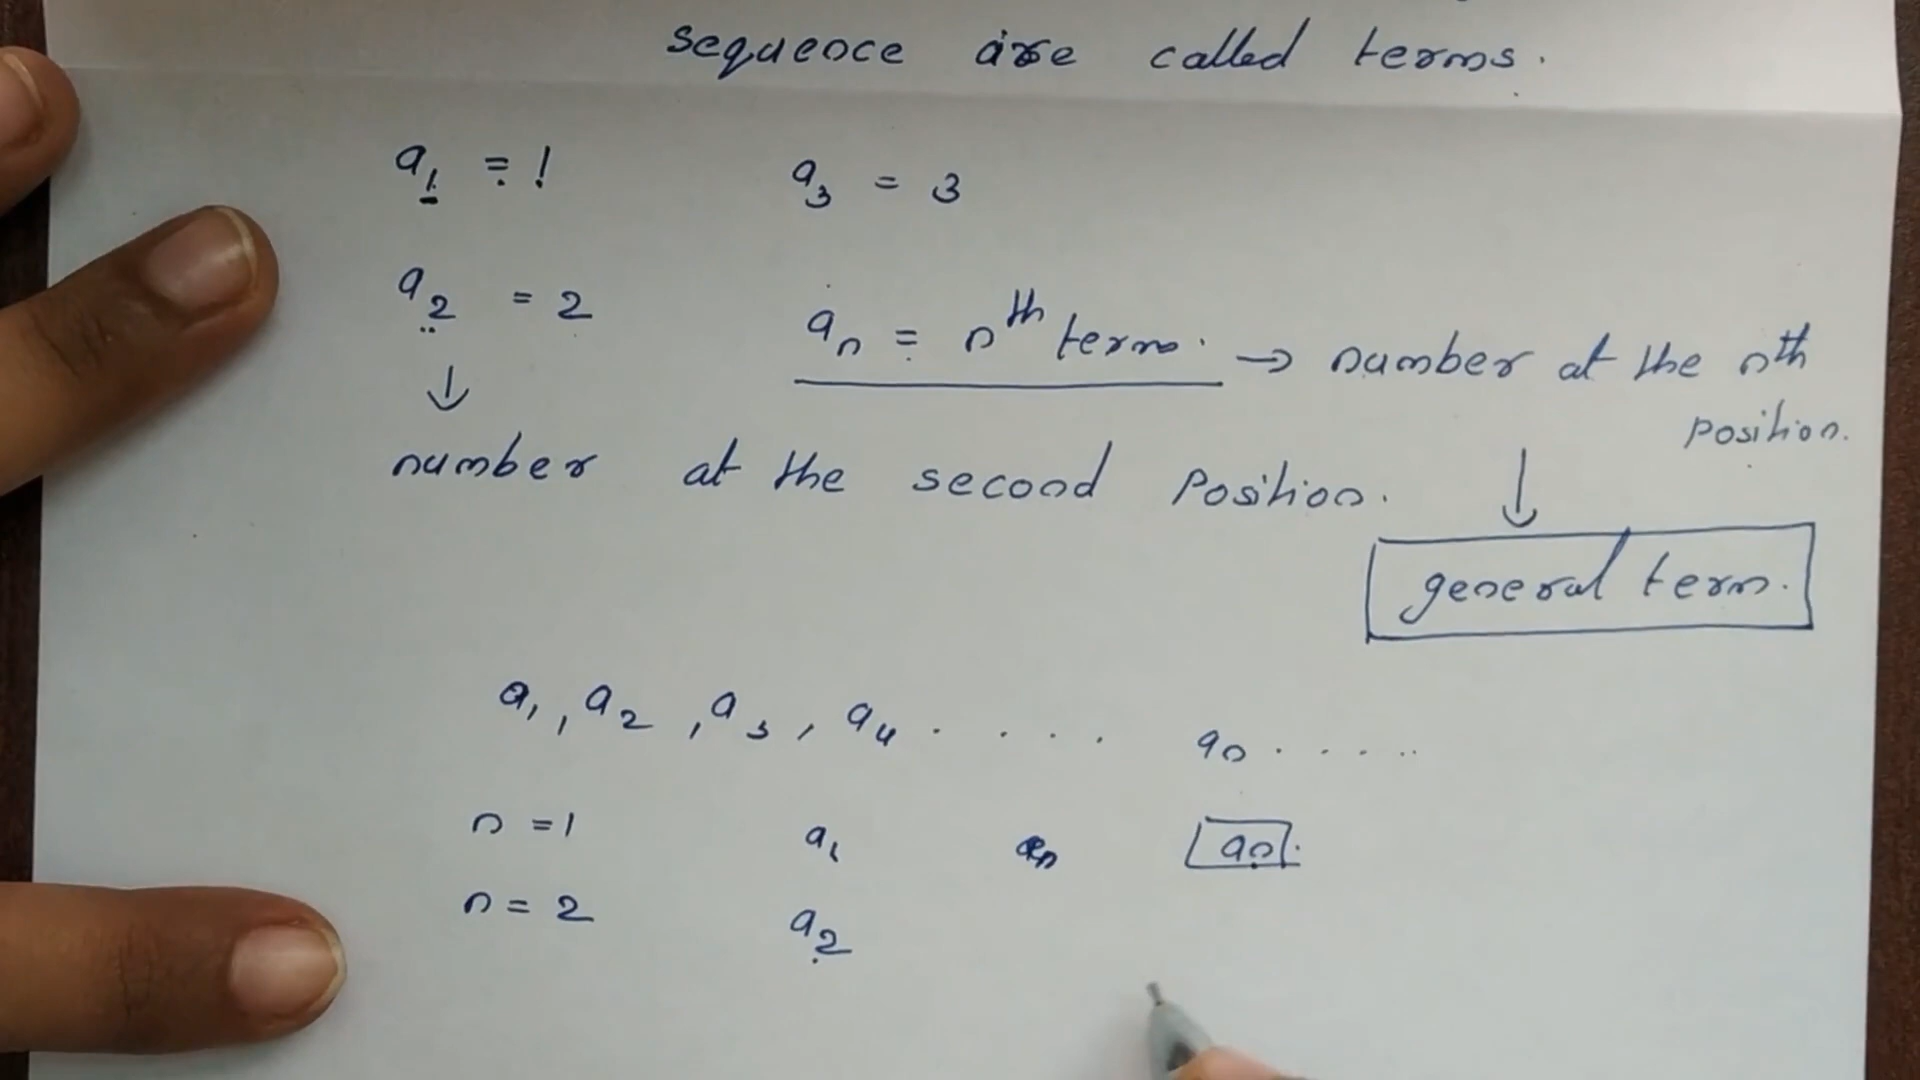 sequence are called terms.
a₁ = 1 a₃ = 3
a₂ = 2 aₙ = nᵗʰ term. → number at the nth position.
↓
number at the second position.
↓
general term.
a₁, a₂, a₃, a₄ . . . . aₙ . . . . .
n = 1 a₁ aₙ aₙ.
n = 2 a₂